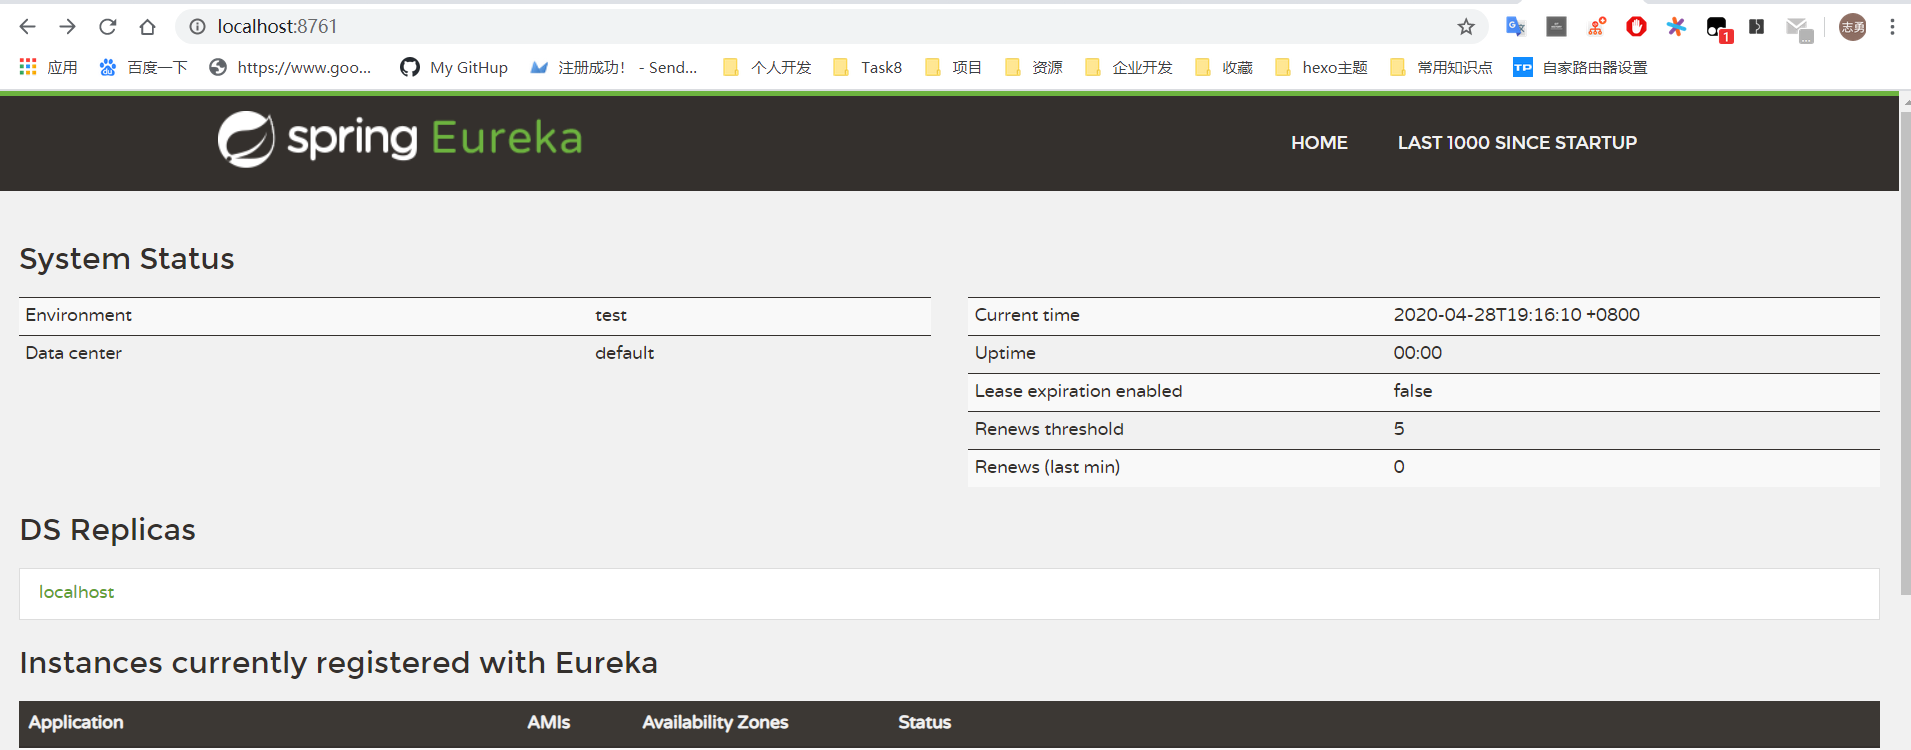 localhost:8761
志勇
1
应用 百度一下 https://www.goo... My GitHup 注册成功！ - Send... 个人开发 Task8 项目 资源 企业开发 收藏 hexo主题 常用知识点 TP 自家路由器设置
spring Eureka HOME LAST 1000 SINCE STARTUP
System Status
Environment test
Data center default
Current time 2020-04-28T19:16:10 +0800
Uptime 00:00
Lease expiration enabled false
Renews threshold 5
Renews (last min) 0
DS Replicas
localhost
Instances currently registered with Eureka
Application AMIs Availability Zones Status